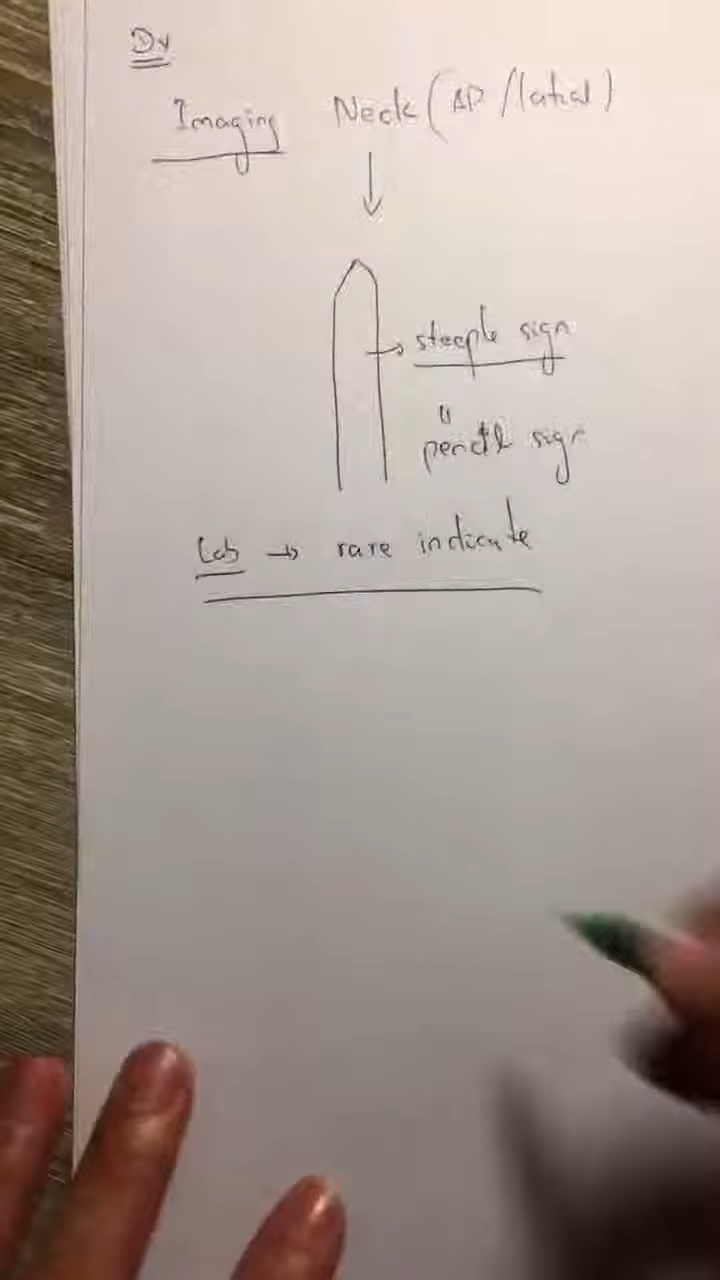 Dx
Imaging Neck (AP/lateral)
↓
→ steeple sign
"
pencil sign
Lab → rare indicate